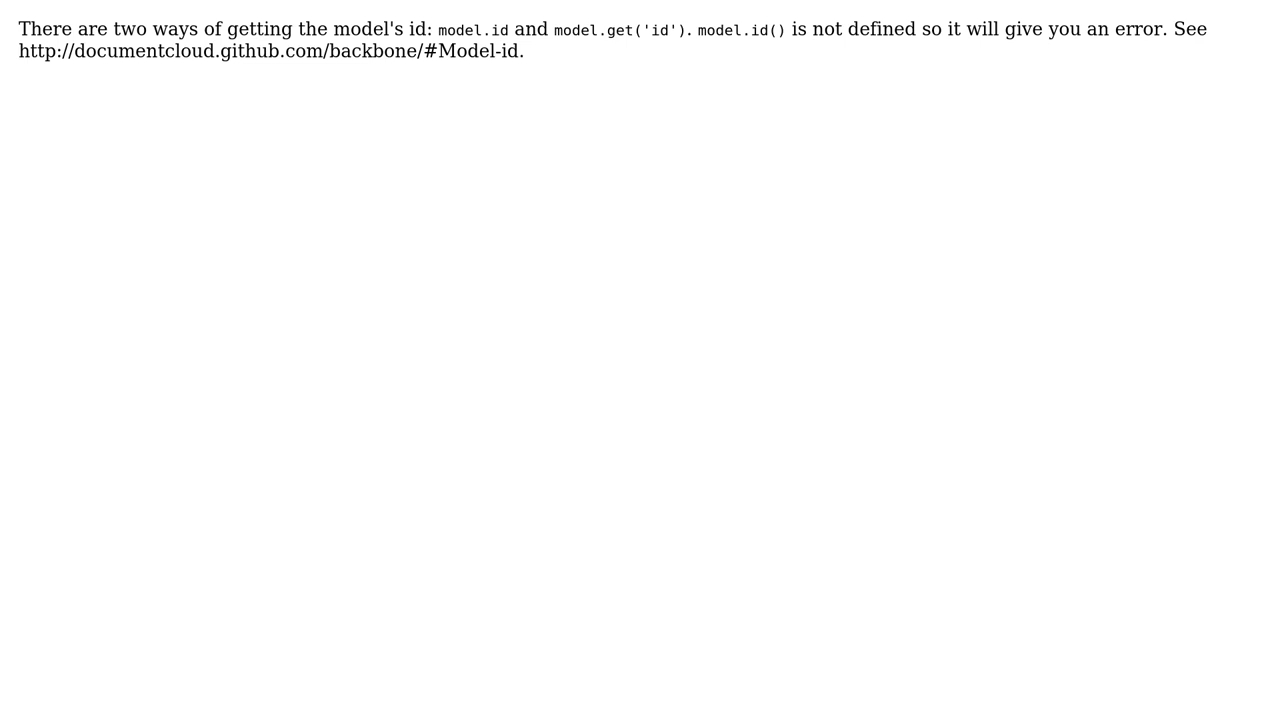 There are two ways of getting the model's id: model.id and model.get('id'). model.id() is not defined so it will give you an error. See
http://documentcloud.github.com/backbone/#Model-id.